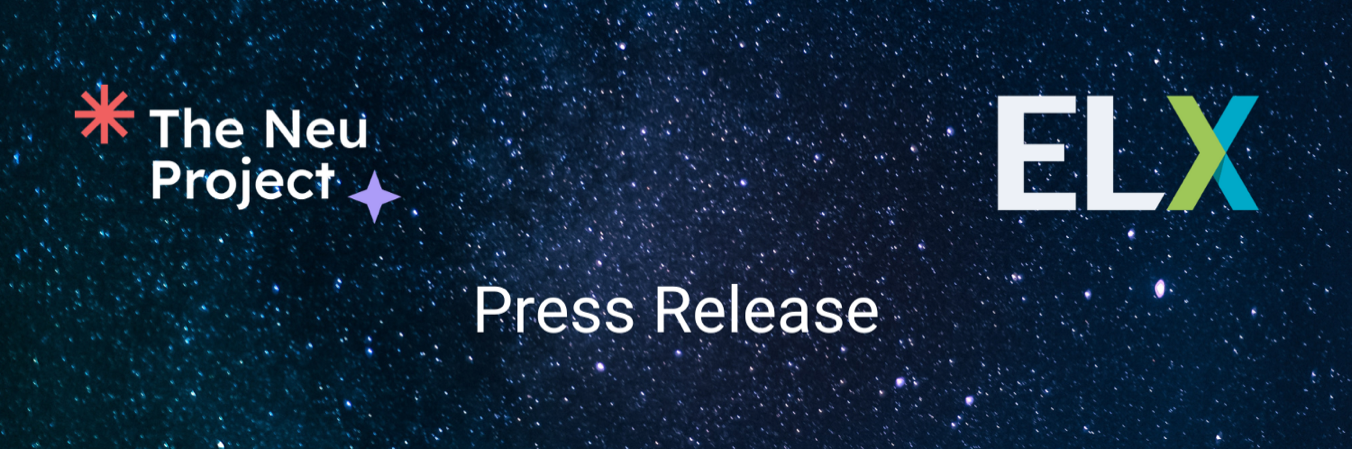 The Neu
Project
ELX
Press Release